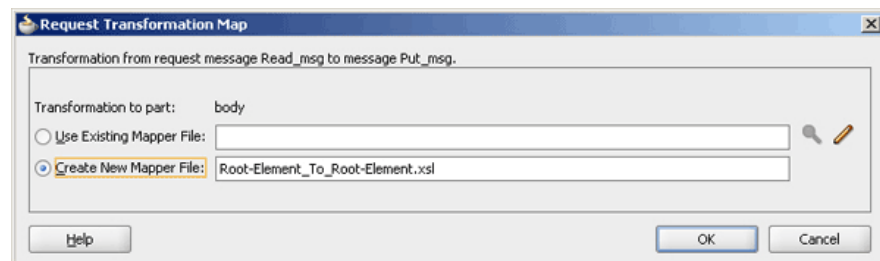 Request Transformation Map
Transformation from request message Read_msg to message Put_msg.
Transformation to part: body
Use Existing Mapper File:
Create New Mapper File: Root-Element_To_Root-Element.xsl
Help OK Cancel